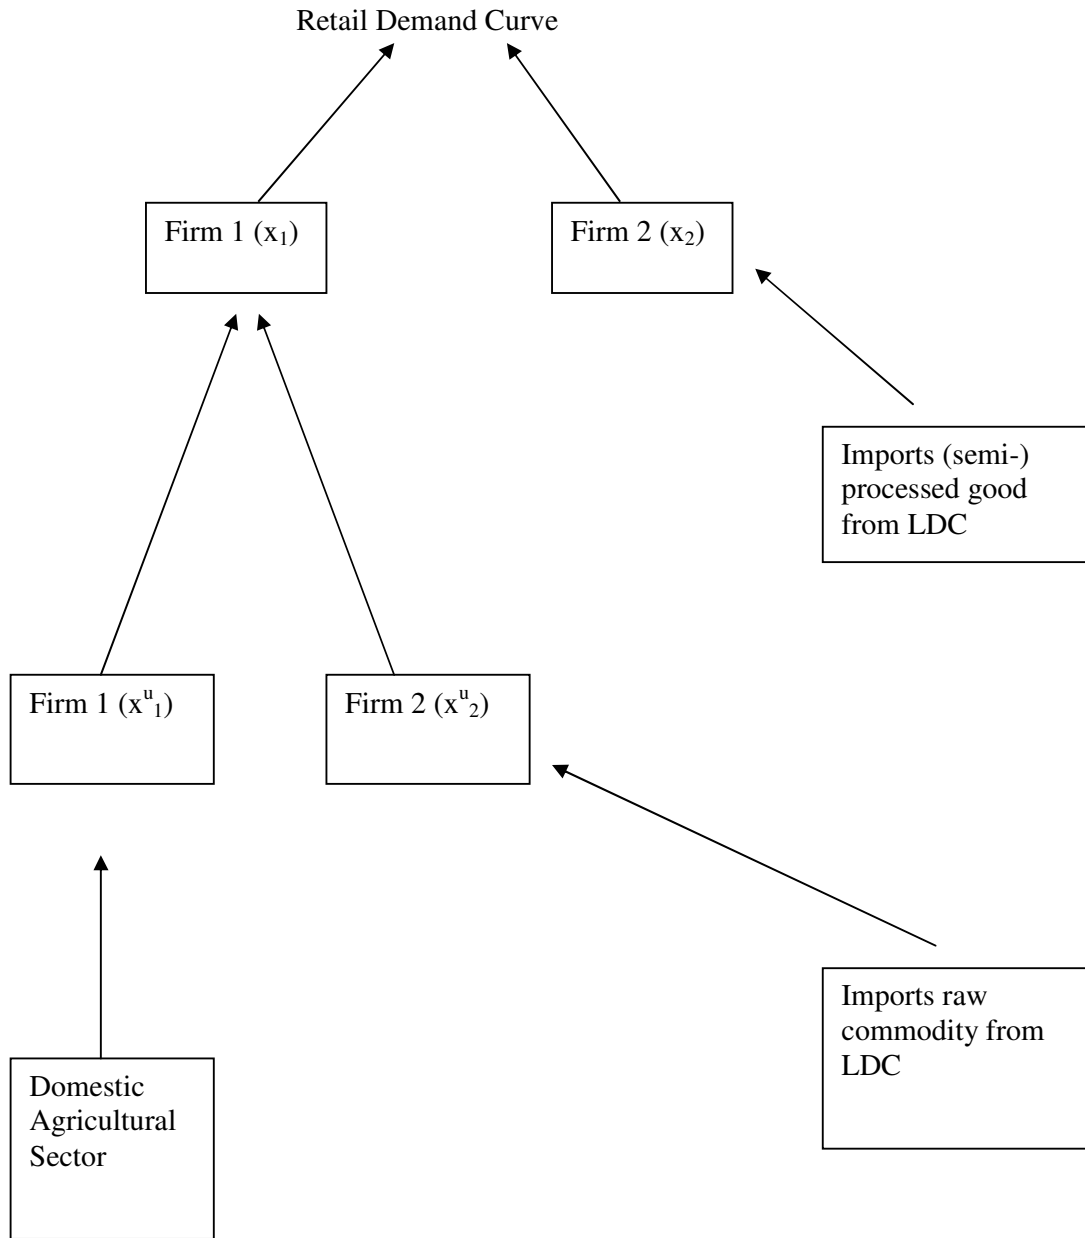 Retail Demand Curve
Firm 1 (x₁)
Firm 2 (x₂)
Imports (semi-)
processed good
from LDC
Firm 1 (xᵘ₁)
Firm 2 (xᵘ₂)
Imports raw
commodity from
LDC
Domestic
Agricultural
Sector